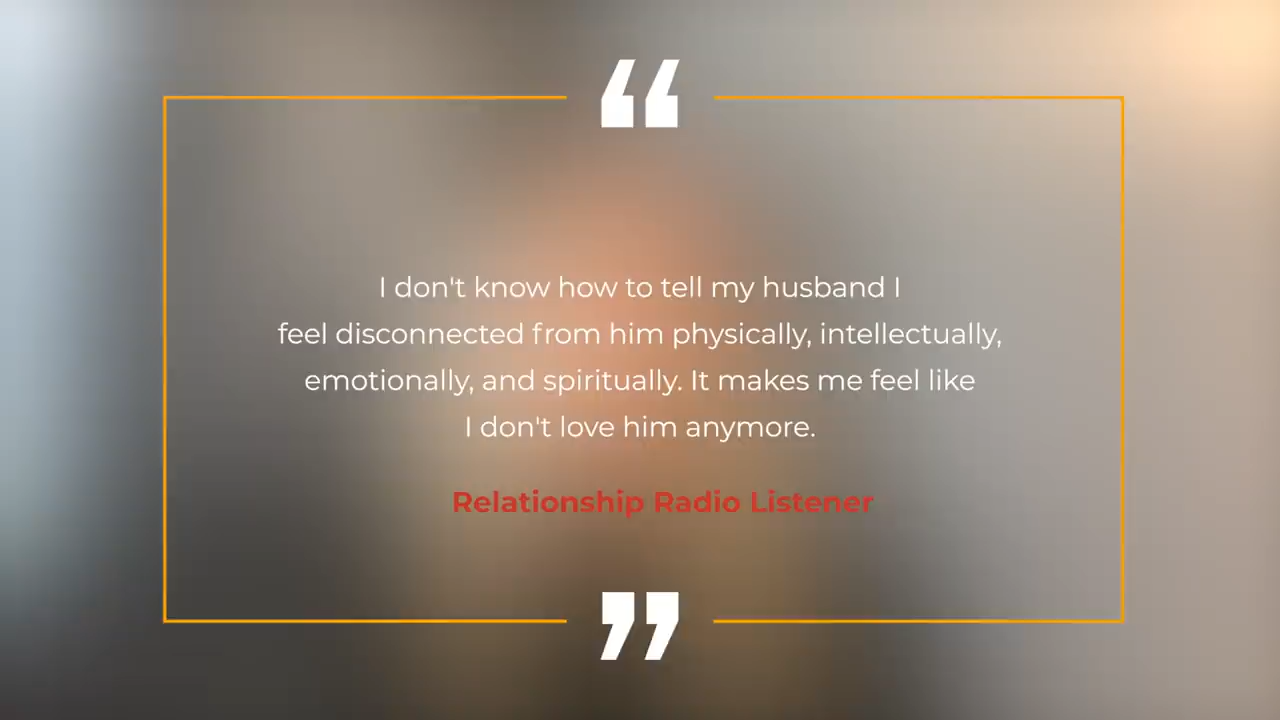 “
I don't know how to tell my husband I
feel disconnected from him physically, intellectually,
emotionally, and spiritually. It makes me feel like
I don't love him anymore.
Relationship Radio Listener
”